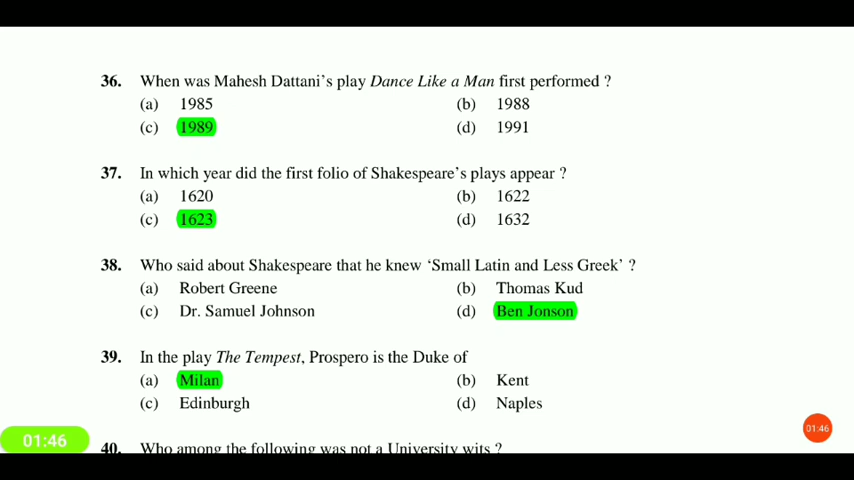 36. When was Mahesh Dattani's play Dance Like a Man first performed ?
(a) 1985 (b) 1988
(c) 1989 (d) 1991
37. In which year did the first folio of Shakespeare's plays appear ?
(a) 1620 (b) 1622
(c) 1623 (d) 1632
38. Who said about Shakespeare that he knew 'Small Latin and Less Greek' ?
(a) Robert Greene (b) Thomas Kud
(c) Dr. Samuel Johnson (d) Ben Jonson
39. In the play The Tempest, Prospero is the Duke of
(a) Milan (b) Kent
(c) Edinburgh (d) Naples
01:46
01:46
40. Who among the following was not a University wits ?